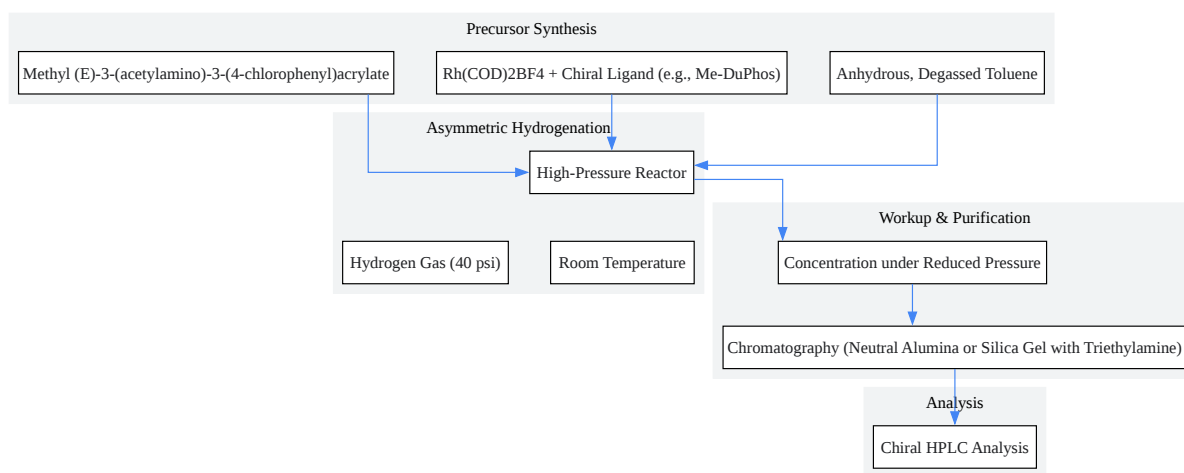 Precursor Synthesis
Methyl (E)-3-(acetylamino)-3-(4-chlorophenyl)acrylate
Rh(COD)2BF4 + Chiral Ligand (e.g., Me-DuPhos)
Anhydrous, Degassed Toluene
Asymmetric Hydrogenation
High-Pressure Reactor
Hydrogen Gas (40 psi)
Room Temperature
Workup & Purification
Concentration under Reduced Pressure
Chromatography (Neutral Alumina or Silica Gel with Triethylamine)
Analysis
Chiral HPLC Analysis